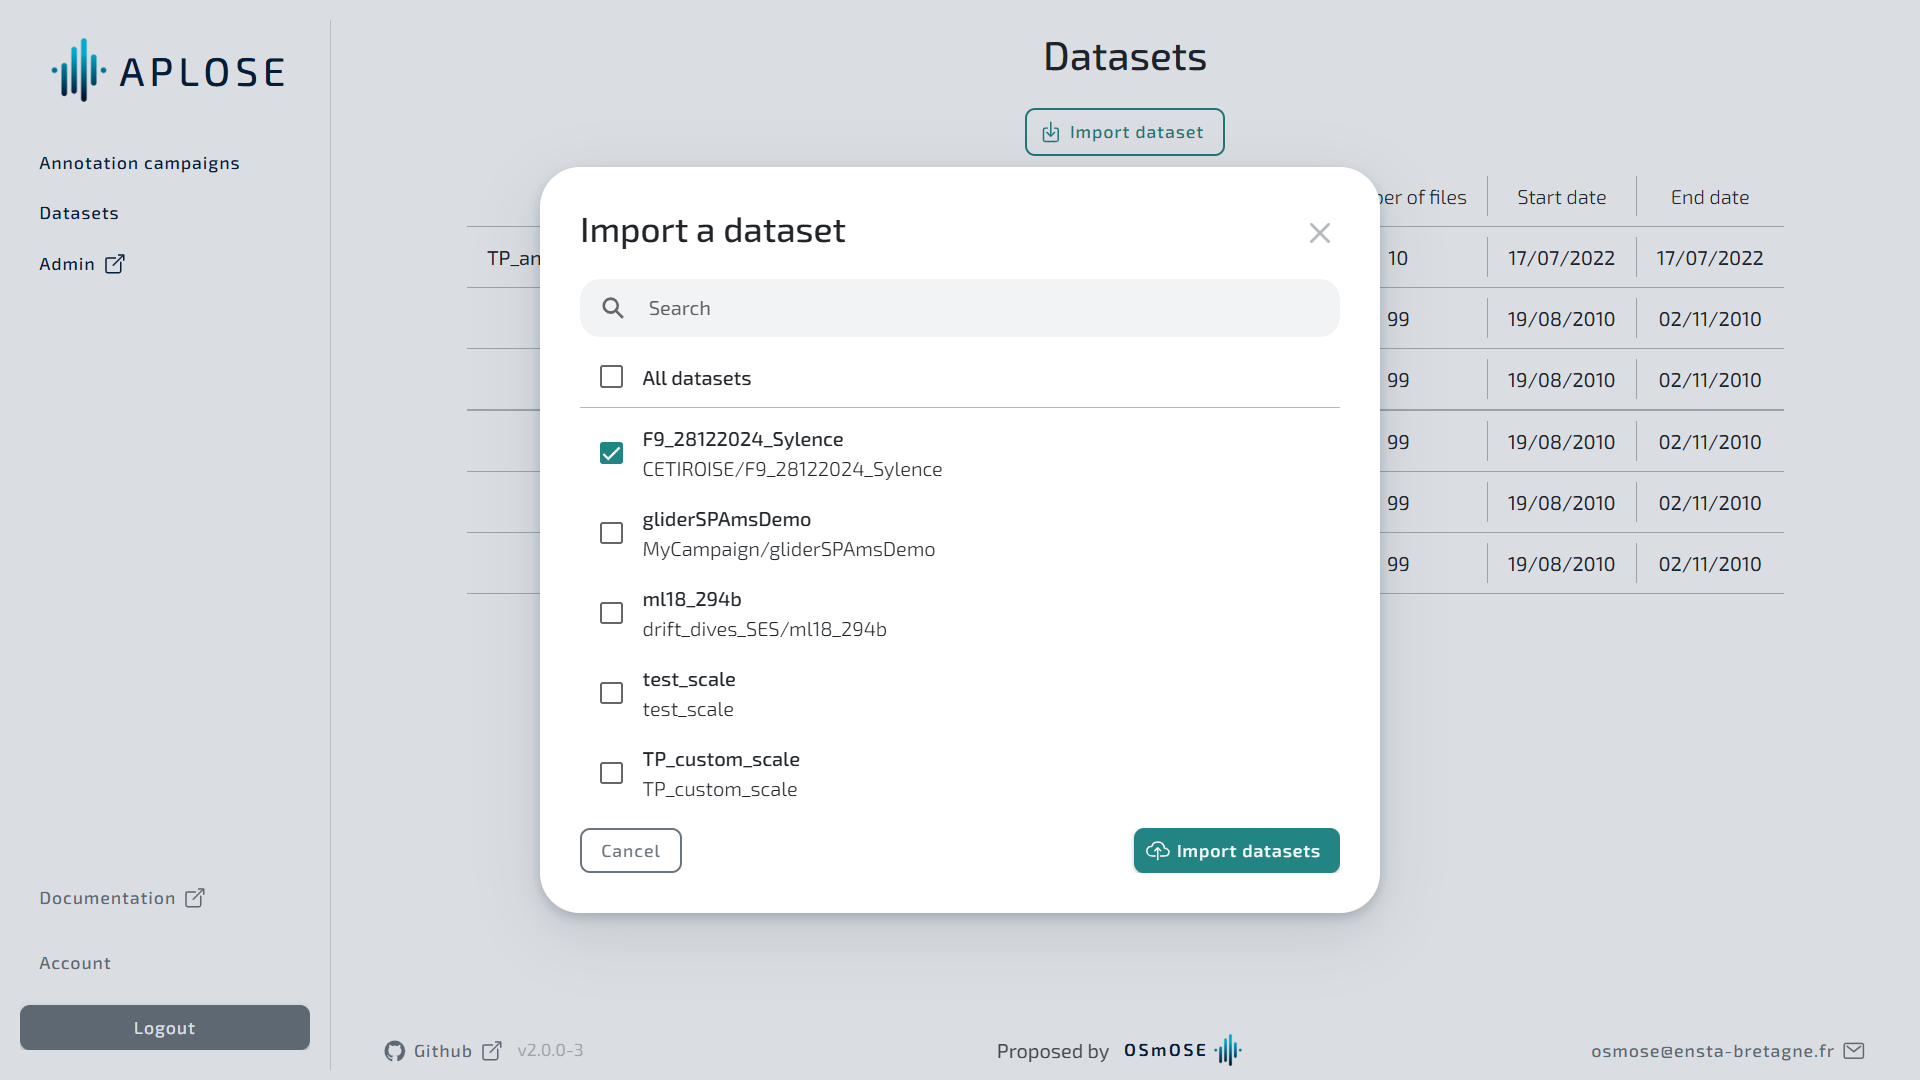 APLOSE
Annotation campaigns
Datasets
Admin
Documentation
Account
Logout
Datasets
Import dataset
of files
Start date
End date
10
17/07/2022
17/07/2022
99
19/08/2010
02/11/2010
99
19/08/2010
02/11/2010
99
19/08/2010
02/11/2010
99
19/08/2010
02/11/2010
99
19/08/2010
02/11/2010
Import a dataset
Search
All datasets
F9_28122024_Sylence
CETIROISE/F9_28122024_Sylence
gliderSPAmsDemo
MyCampaign/gliderSPAmsDemo
ml18_294b
drift_dives_SES/ml18_294b
test_scale
test_scale
TP_custom_scale
TP_custom_scale
Cancel
Import datasets
Github
v2.0.0-3
Proposed by
OSmOSE
osmose@ensta-bretagne.fr